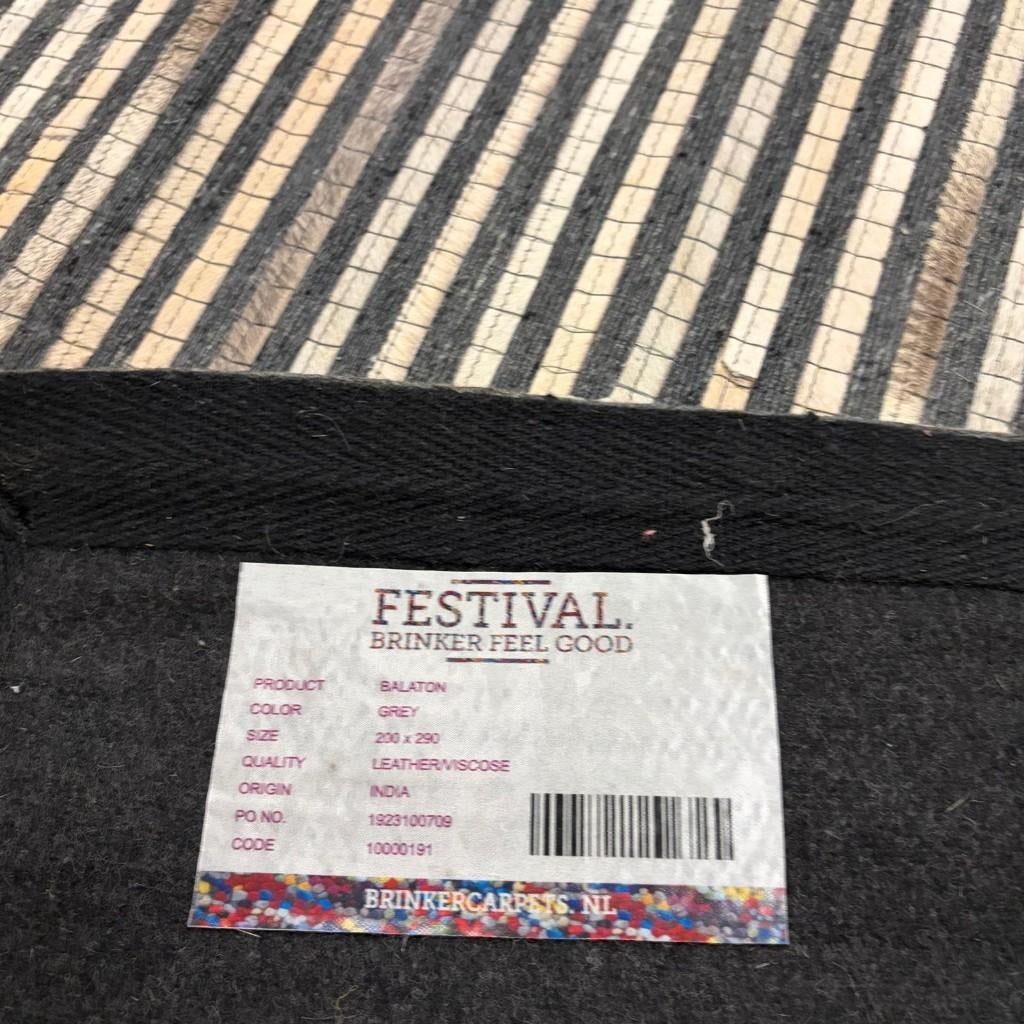 FESTIVAL.
BRINKER FEEL GOOD
PRODUCT BALATON
COLOR GREY
SIZE 200 x 290
QUALITY LEATHER/VISCOSE
ORIGIN INDIA
PO NO. 1923100709
CODE 10000191
BRINKERCARPETS. NL